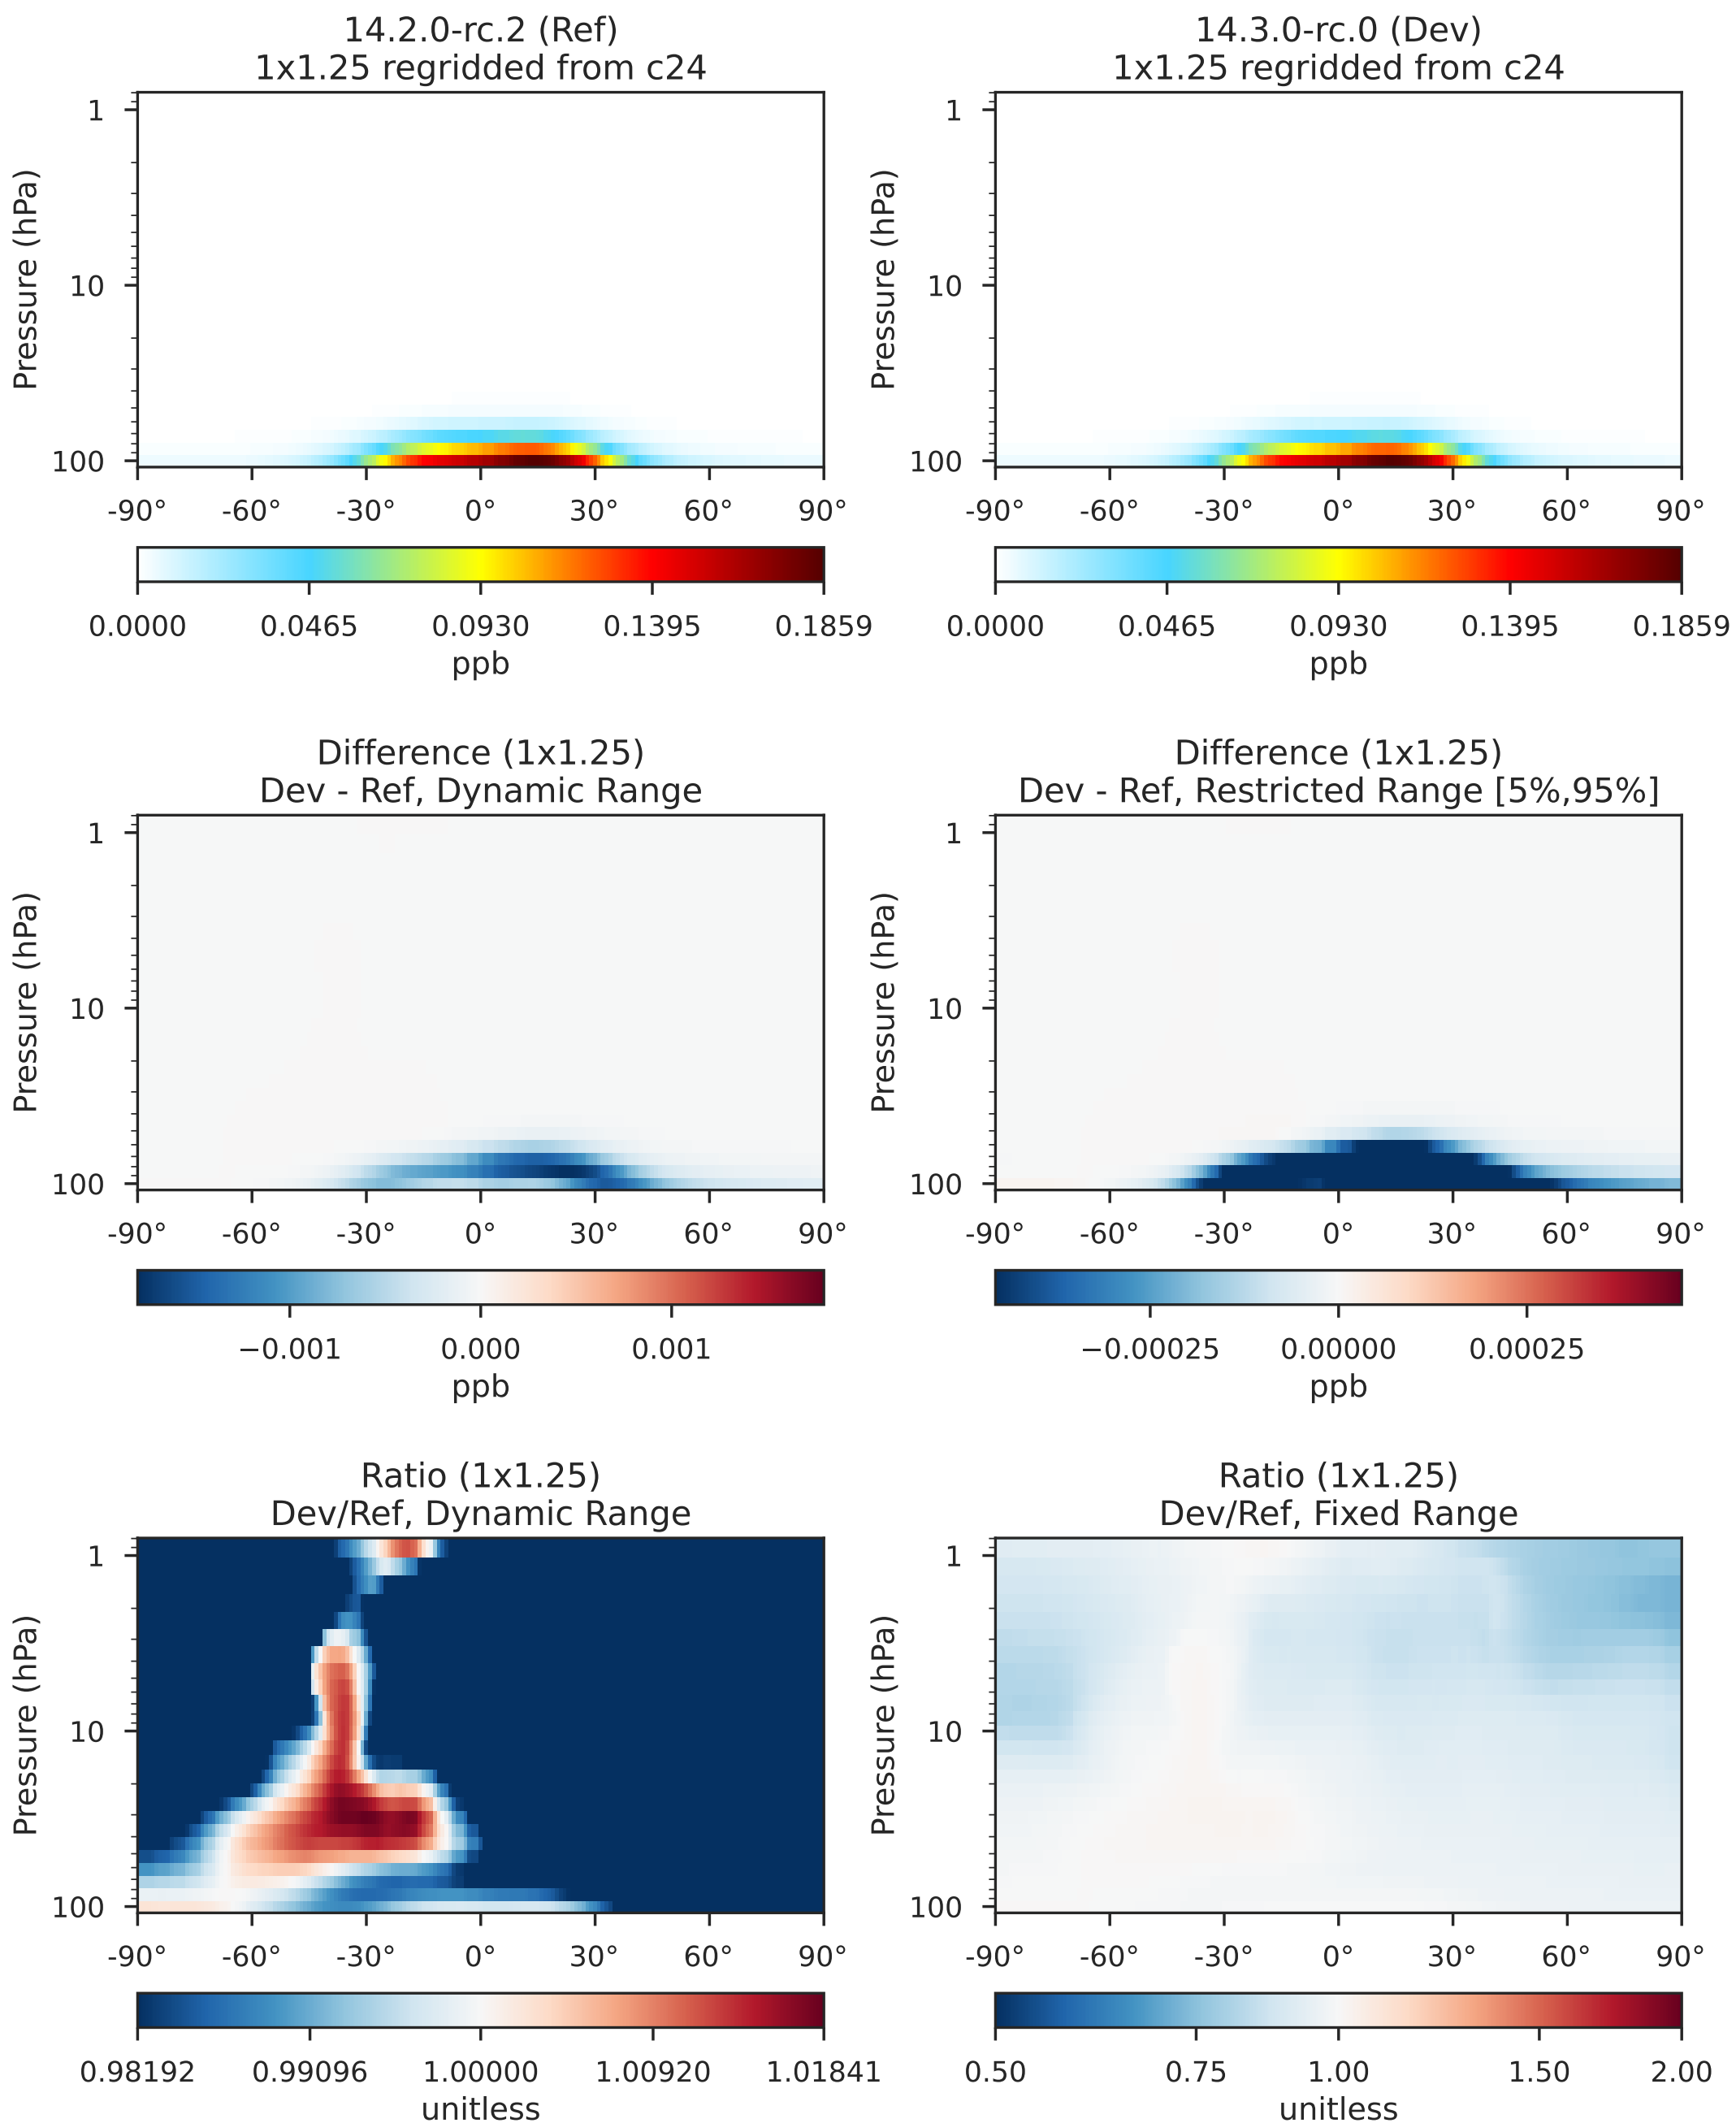 14.2.0-rc.2 (Ref)
1x1.25 regridded from c24
14.3.0-rc.0 (Dev)
1x1.25 regridded from c24
Pressure (hPa)
1
10
100
-90° -60° -30° 0° 30° 60° 90°
0.0000 0.0465 0.0930 0.1395 0.1859
ppb
Pressure (hPa)
1
10
100
-90° -60° -30° 0° 30° 60° 90°
0.0000 0.0465 0.0930 0.1395 0.1859
ppb
Difference (1x1.25)
Dev - Ref, Dynamic Range
Pressure (hPa)
1
10
100
-90° -60° -30° 0° 30° 60° 90°
−0.001 0.000 0.001
ppb
Difference (1x1.25)
Dev - Ref, Restricted Range [5%,95%]
Pressure (hPa)
1
10
100
-90° -60° -30° 0° 30° 60° 90°
−0.00025 0.00000 0.00025
ppb
Ratio (1x1.25)
Dev/Ref, Dynamic Range
Pressure (hPa)
1
10
100
-90° -60° -30° 0° 30° 60° 90°
0.98192 0.99096 1.00000 1.00920 1.01841
unitless
Ratio (1x1.25)
Dev/Ref, Fixed Range
Pressure (hPa)
1
10
100
-90° -60° -30° 0° 30° 60° 90°
0.50 0.75 1.00 1.50 2.00
unitless